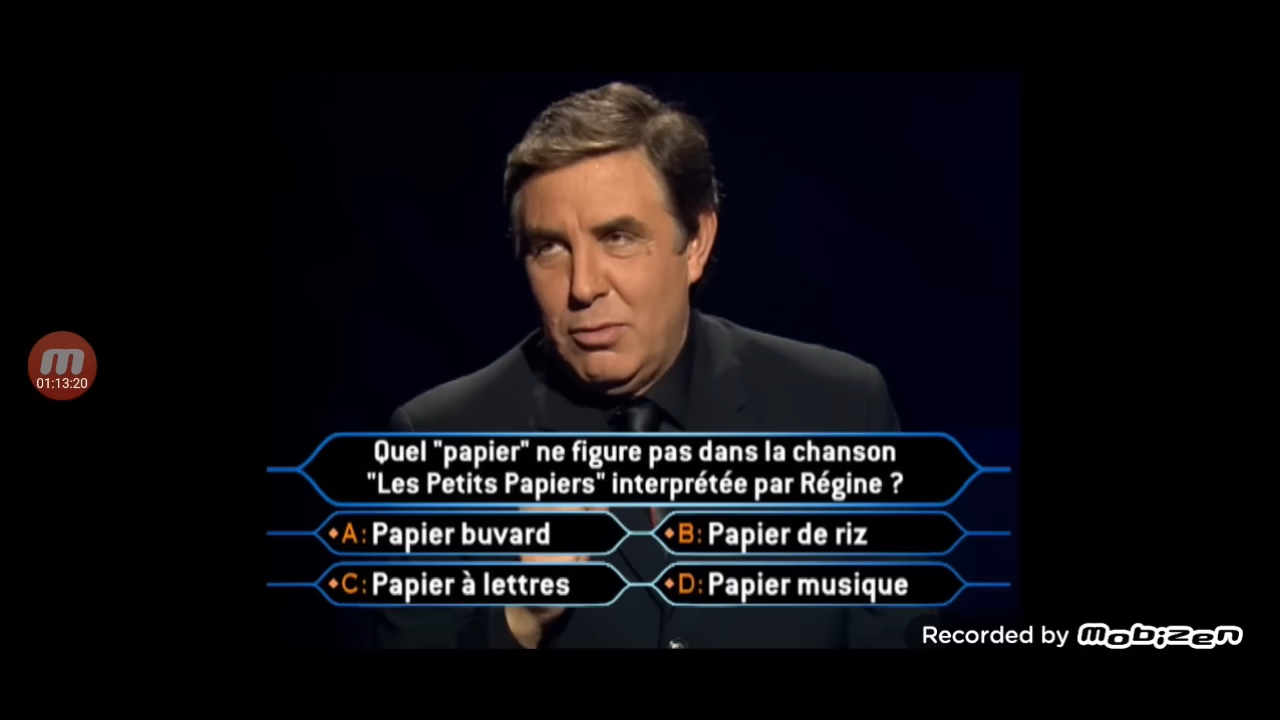 Quel "papier" ne figure pas dans la chanson
"Les Petits Papiers" interprétée par Régine ?
A: Papier buvard
B: Papier de riz
C: Papier à lettres
D: Papier musique
01:13:20
Recorded by mobizen